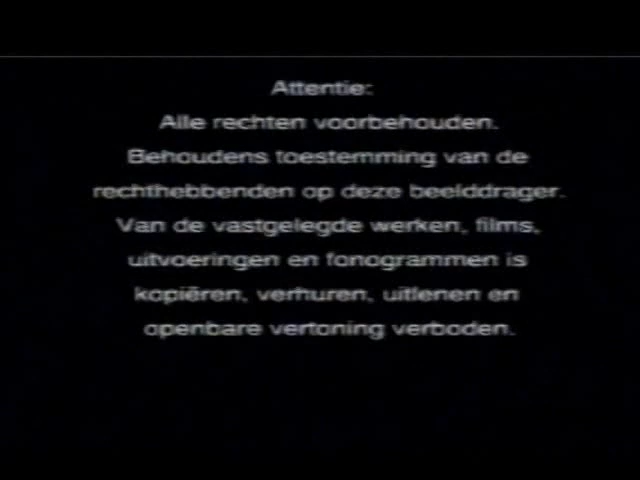 Attentie:
Alle rechten voorbehouden.
Behoudens toestemming van de
rechthebbenden op deze beelddrager.
Van de vastgelegde werken, films,
uitvoeringen en fonogrammen is
kopiëren, verhuren, uitlenen en
openbare vertoning verboden.